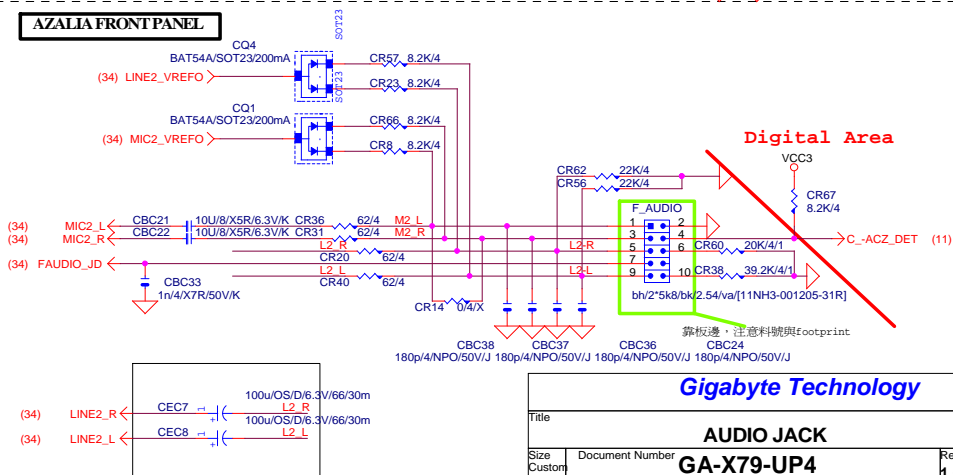 AZALIA FRONT PANEL
SOT23
CQ4
BAT54A/SOT23/200mA
(34) LINE2_VREFO
CR57 8.2K/4
CR23 8.2K/4
SOT23
CQ1
BAT54A/SOT23/200mA
(34) MIC2_VREFO
CR66 8.2K/4
CR8 8.2K/4
Digital Area
VCC3
CR67
8.2K/4
CR62 22K/4
CR56 22K/4
F_AUDIO
(34) MIC2_L CBC21 10U/8/X5R/6.3V/K CR36 62/4 M2_L
(34) MIC2_R CBC22 10U/8/X5R/6.3V/K CR31 62/4 M2_R
L2_R
CR20 62/4
L2-R
(34) FAUDIO_JD
L2_L
CR40 62/4
L2-L
1 2
3 4
5 6
7
9 10
CR60 20K/4/1
CR38 39.2K/4/1
C_-ACZ_DET (11)
CBC33
1n/4/X7R/50V/K
CR14 0/4/X
bh/2*5k8/bk/2.54/va/[11NH3-001205-31R]
靠板邊，注意料號與footprint
CBC38 CBC37 CBC36 CBC24
180p/4/NPO/50V/J 180p/4/NPO/50V/J 180p/4/NPO/50V/J 180p/4/NPO/50V/J
100u/OS/D/6.3V/66/30m
(34) LINE2_R CEC7 1 + L2_R
100u/OS/D/6.3V/66/30m
(34) LINE2_L CEC8 1 + L2_L
Gigabyte Technology
Title
AUDIO JACK
Size
Custom
Document Number
GA-X79-UP4